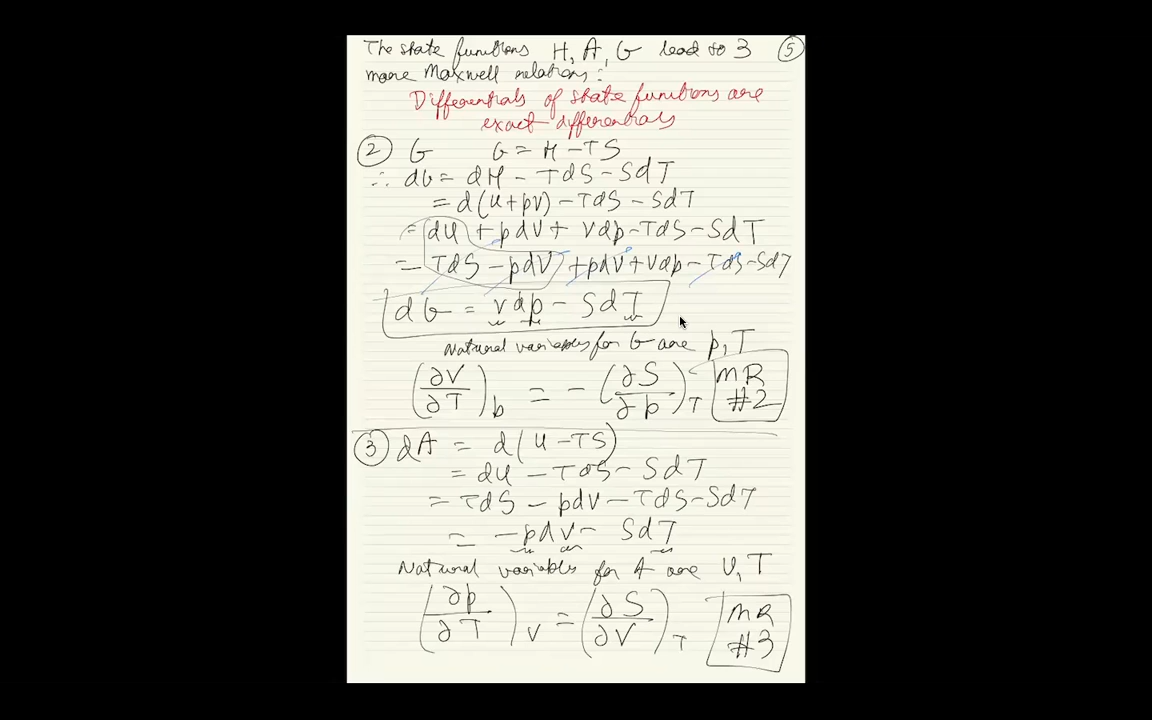 The state functions H, A, G lead to 3 ⑤
more Maxwell relations:
Differentials of state functions are
exact differentials
② G G = H - TS
∴ dG = dH - TdS - SdT
= d(U + pV) - TdS - SdT
= dU + pdV + Vdp - TdS - SdT
= TdS - pdV + pdV + Vdp - TdS - SdT
dG = Vdp - SdT
Natural variables for G are p, T
(∂V/∂T)p = - (∂S/∂p)T MR #2
③ dA = d(U - TS)
= dU - TdS - SdT
= TdS - pdV - TdS - SdT
= -pdV - SdT
Natural variables for A are V, T
(∂p/∂T)V = (∂S/∂V)T MR #3